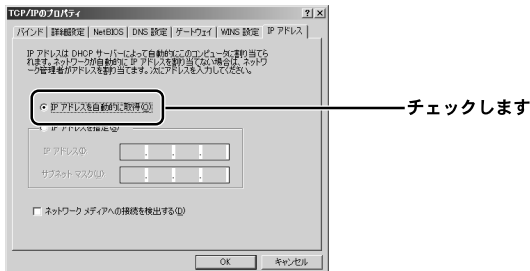 TCP/IPのプロパティ
バインド 詳細設定 NetBIOS DNS 設定 ゲートウェイ WINS 設定 IP アドレス
IP アドレスは DHCP サーバーによって自動的にこのコンピュータに割り当てら
れます。ネットワークが自動的に IP アドレスを割り当てない場合は、ネットワ
ーク管理者がアドレスを割り当てます。次にアドレスを入力してください。
IP アドレスを自動的に取得(O)
チェックします
IP アドレスを指定(S)
IP アドレス(I):
サブネット マスク(U):
ネットワーク メディアへの接続を検出する(D)
OK キャンセル